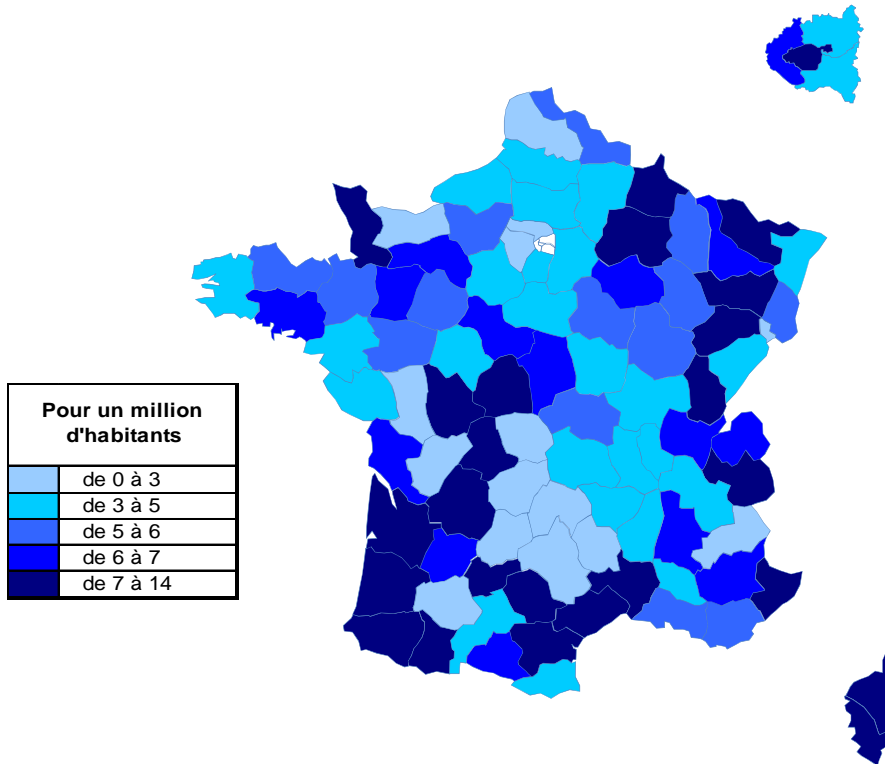 Pour un million
d'habitants
de 0 à 3
de 3 à 5
de 5 à 6
de 6 à 7
de 7 à 14